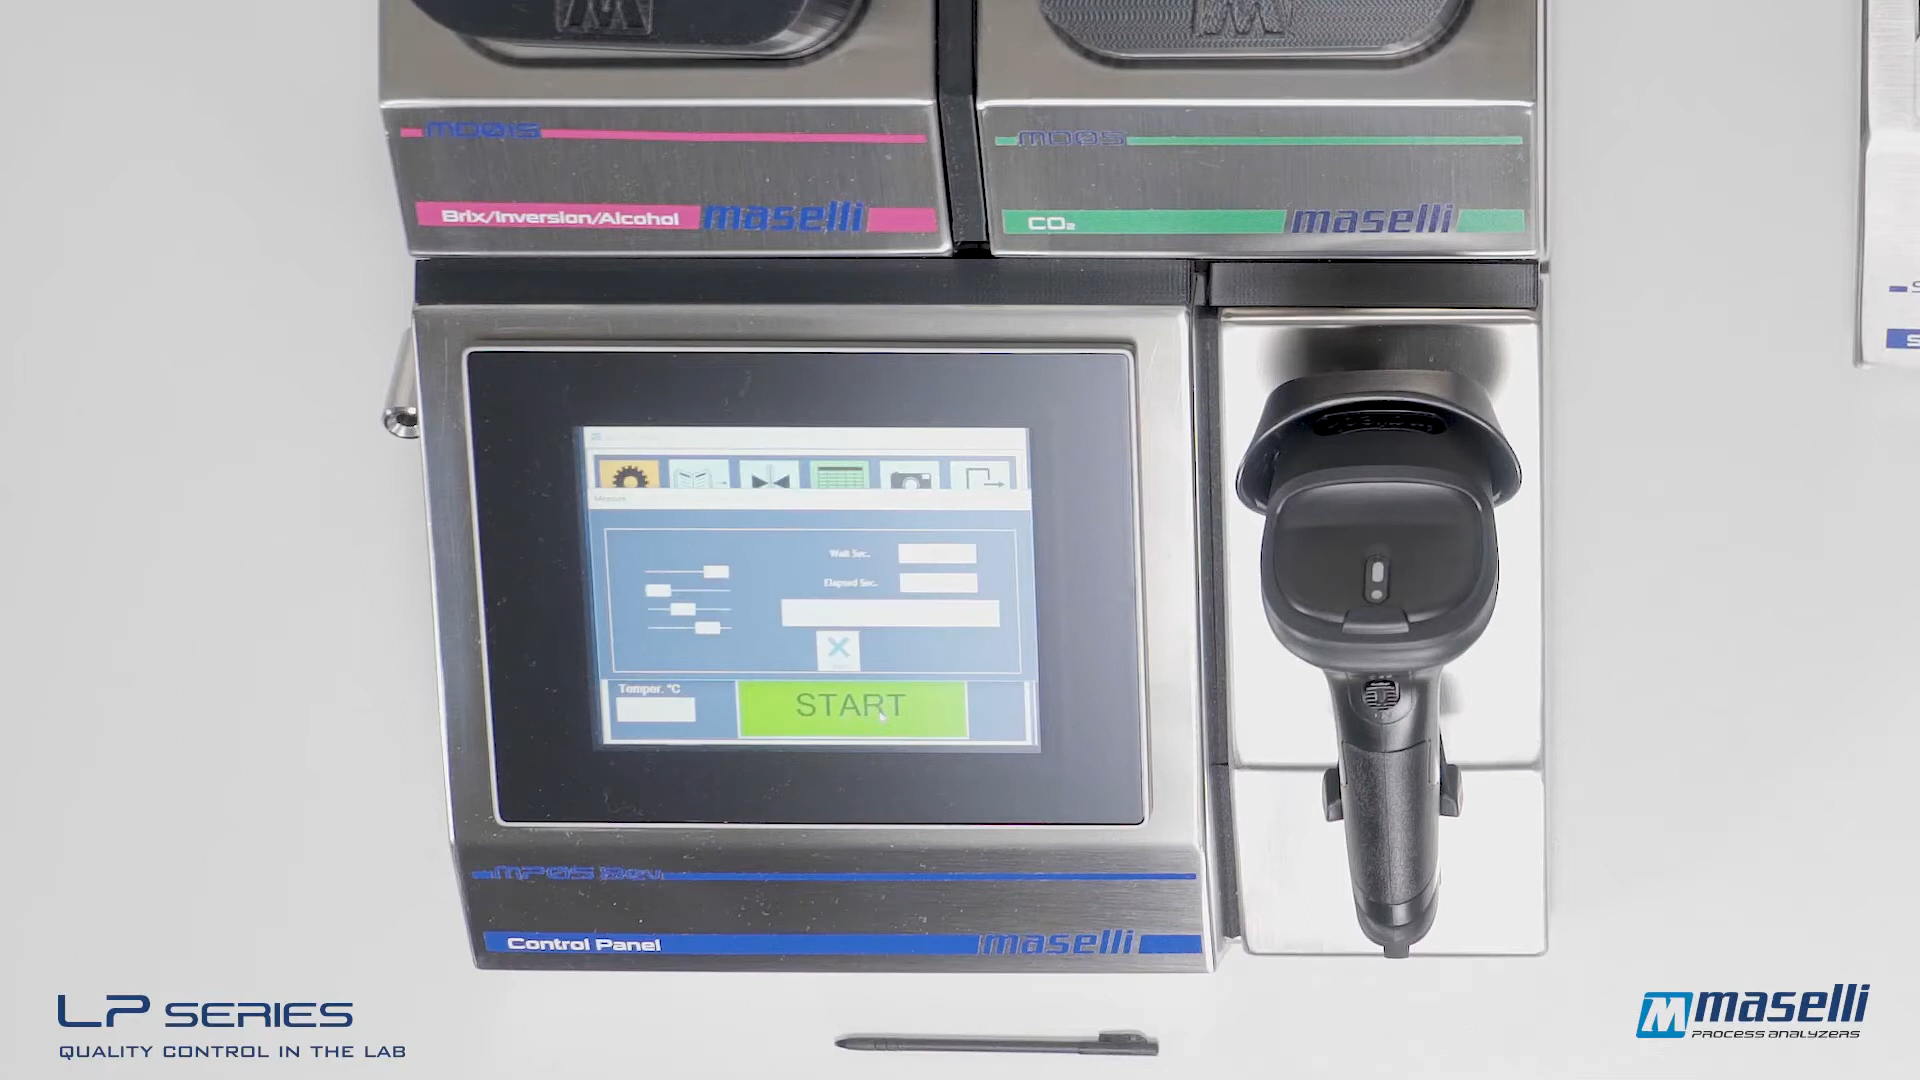 MD01S
MD05
Brix/Inversion/Alcohol maselli
CO₂ maselli
Measure
Wait Sec.
Elapsed Sec.
Temper. °C
START
Control Panel maselli
LP SERIES
QUALITY CONTROL IN THE LAB
maselli
PROCESS ANALYZERS